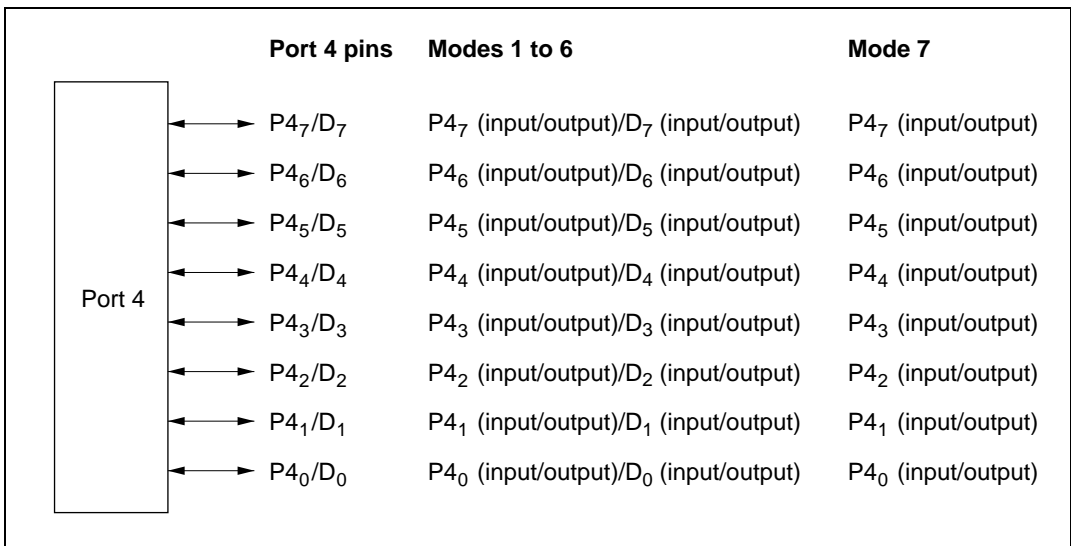 Port 4 pins Modes 1 to 6 Mode 7
P4₇/D₇ P4₇ (input/output)/D₇ (input/output) P4₇ (input/output)
P4₆/D₆ P4₆ (input/output)/D₆ (input/output) P4₆ (input/output)
P4₅/D₅ P4₅ (input/output)/D₅ (input/output) P4₅ (input/output)
P4₄/D₄ P4₄ (input/output)/D₄ (input/output) P4₄ (input/output)
Port 4
P4₃/D₃ P4₃ (input/output)/D₃ (input/output) P4₃ (input/output)
P4₂/D₂ P4₂ (input/output)/D₂ (input/output) P4₂ (input/output)
P4₁/D₁ P4₁ (input/output)/D₁ (input/output) P4₁ (input/output)
P4₀/D₀ P4₀ (input/output)/D₀ (input/output) P4₀ (input/output)